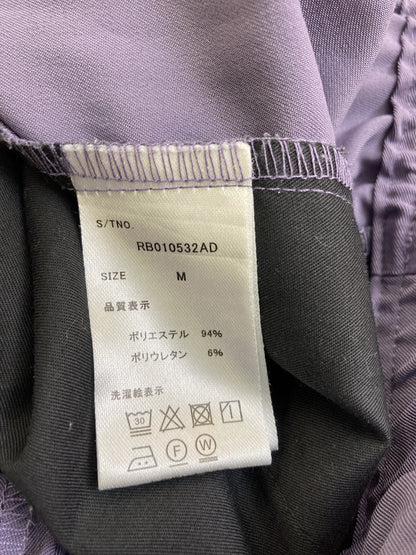 S/TNO.
RB010532AD
SIZE M
品質表示
ポリエステル 94%
ポリウレタン 6%
洗濯絵表示
30
F W